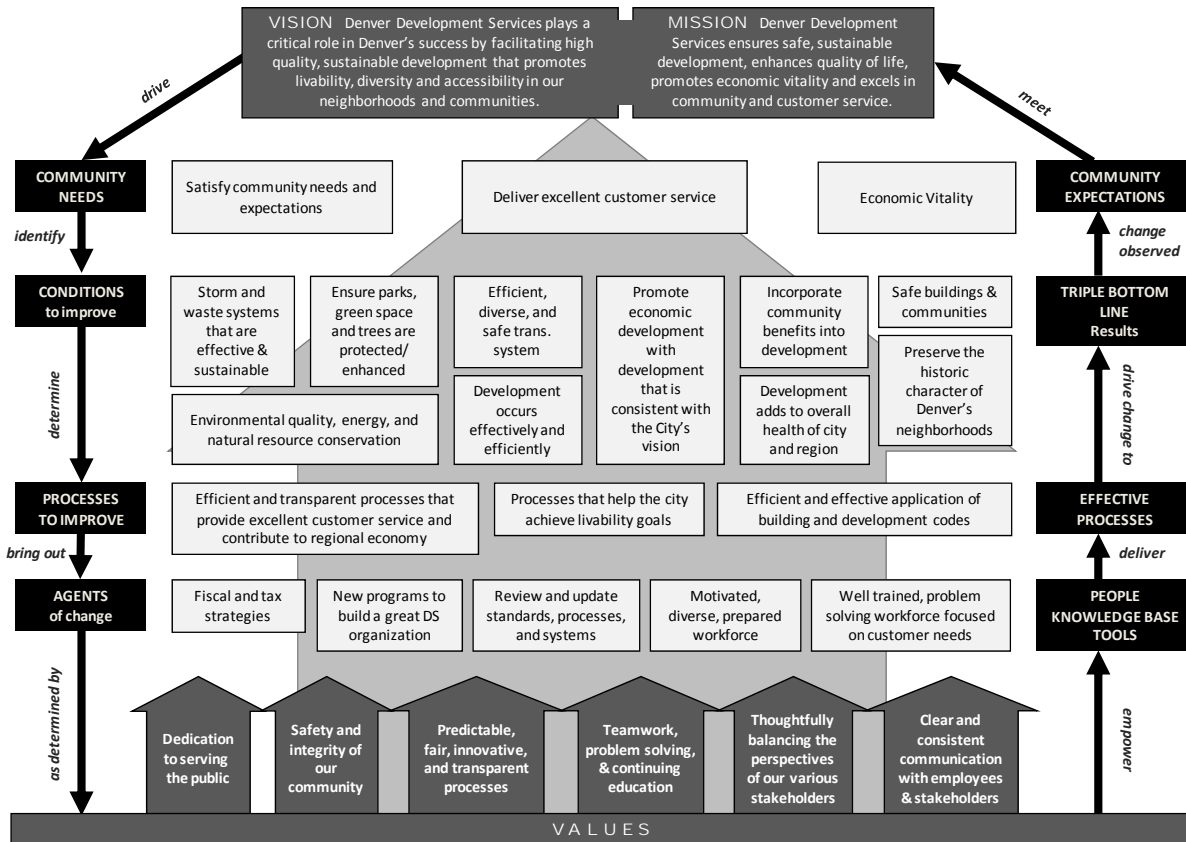 VISION Denver Development Services plays a
critical role in Denver's success by facilitating high
quality, sustainable development that promotes
livability, diversity and accessibility in our
neighborhoods and communities.
MISSION Denver Development
Services ensures safe, sustainable
development, enhances quality of life,
promotes economic vitality and excels in
community and customer service.
drive
meet
COMMUNITY
NEEDS
Satisfy community needs and
expectations
Deliver excellent customer service
Economic Vitality
COMMUNITY
EXPECTATIONS
identify
change
observed
CONDITIONS
to improve
Storm and
waste systems
that are
effective &
sustainable
Ensure parks,
green space
and trees are
protected/
enhanced
Efficient,
diverse, and
safe trans.
system
Promote
economic
development
with
development
that is
consistent with
the City's
vision
Incorporate
community
benefits into
development
Safe buildings &
communities
TRIPLE BOTTOM
LINE
Results
Environmental quality, energy, and
natural resource conservation
Development
occurs
effectively and
efficiently
Development
adds to overall
health of city
and region
Preserve the
historic
character of
Denver's
neighborhoods
determine
drive change to
PROCESSES
TO IMPROVE
Efficient and transparent processes that
provide excellent customer service and
contribute to regional economy
Processes that help the city
achieve livability goals
Efficient and effective application of
building and development codes
EFFECTIVE
PROCESSES
bring out
deliver
AGENTS
of change
Fiscal and tax
strategies
New programs to
build a great DS
organization
Review and update
standards, processes,
and systems
Motivated,
diverse, prepared
workforce
Well trained, problem
solving workforce focused
on customer needs
PEOPLE
KNOWLEDGE BASE
TOOLS
as determined by
empower
Dedication
to serving
the public
Safety and
integrity of
our
community
Predictable,
fair, innovative,
and transparent
processes
Teamwork,
problem solving,
& continuing
education
Thoughtfully
balancing the
perspectives
of our various
stakeholders
Clear and
consistent
communication
with employees
& stakeholders
VALUES